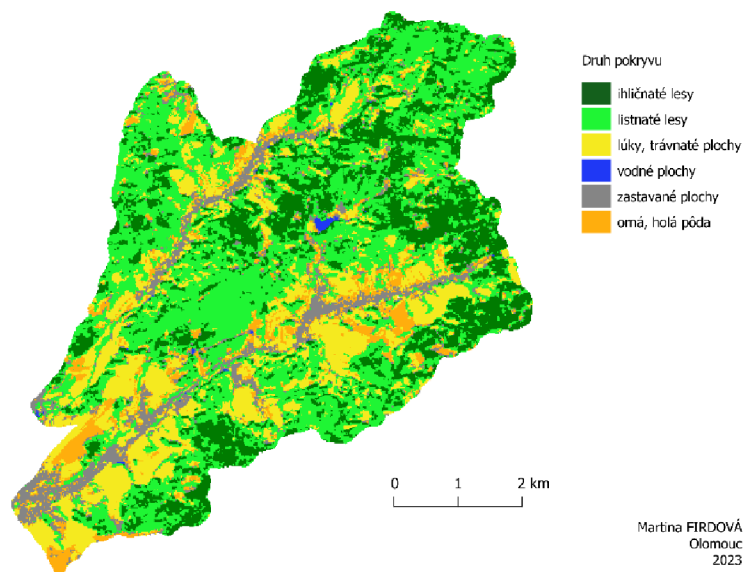 Druh pokryvu
ihličnaté lesy
listnaté lesy
lúky, trávnaté plochy
vodné plochy
zastavané plochy
orná, holá pôda
0 1 2 km
Martina FIRDOVÁ
Olomouc
2023